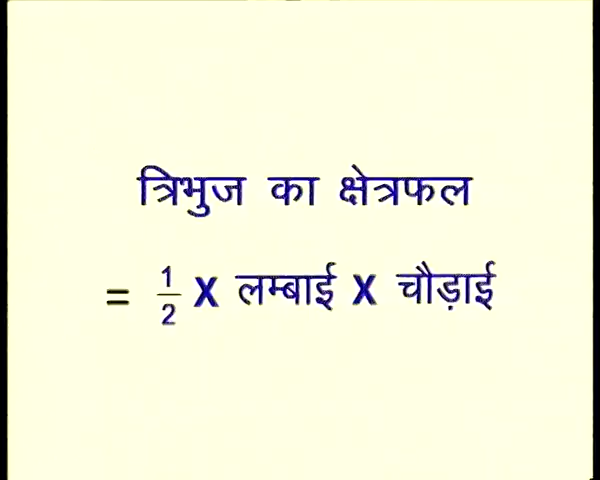 त्रिभुज का क्षेत्रफल
= 1/2 X लम्बाई X चौड़ाई